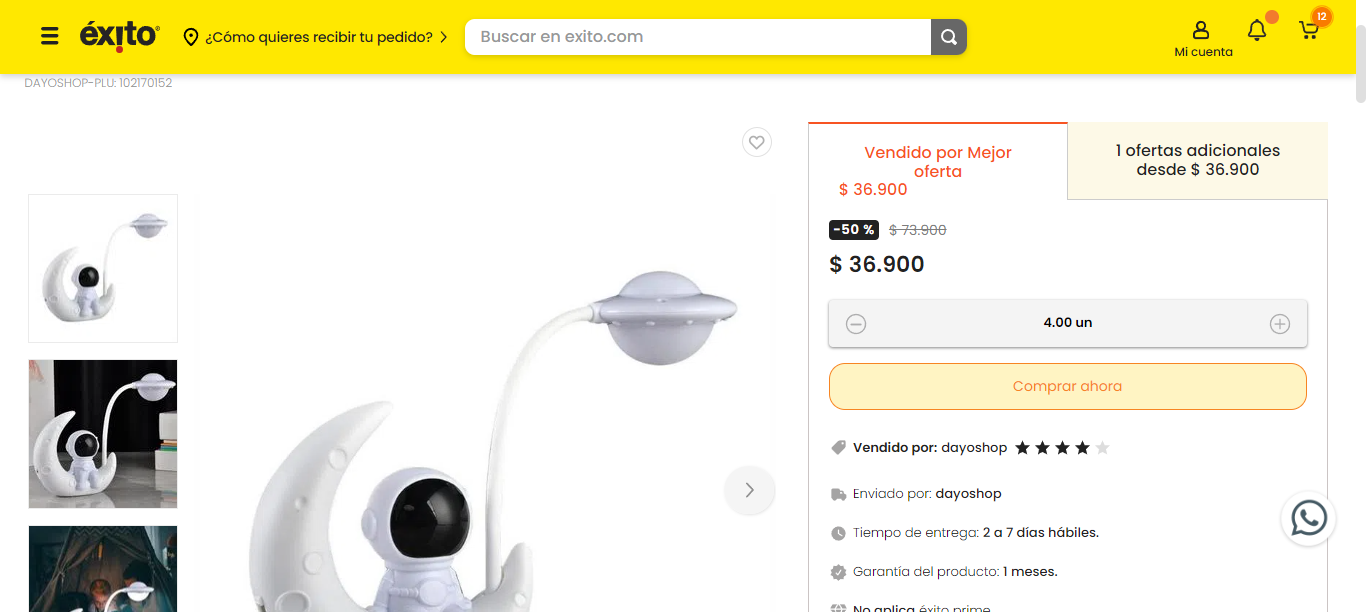 éxito
¿Cómo quieres recibir tu pedido?
Buscar en exito.com
Mi cuenta
12
DAYOSHOP-PLU: 102170152
Vendido por Mejor
oferta
$ 36.900
1 ofertas adicionales
desde $ 36.900
-50 % $ 73.900
$ 36.900
4.00 un
Comprar ahora
Vendido por: dayoshop
Enviado por: dayoshop
Tiempo de entrega: 2 a 7 días hábiles.
Garantía del producto: 1 meses.
No aplica éxito prime